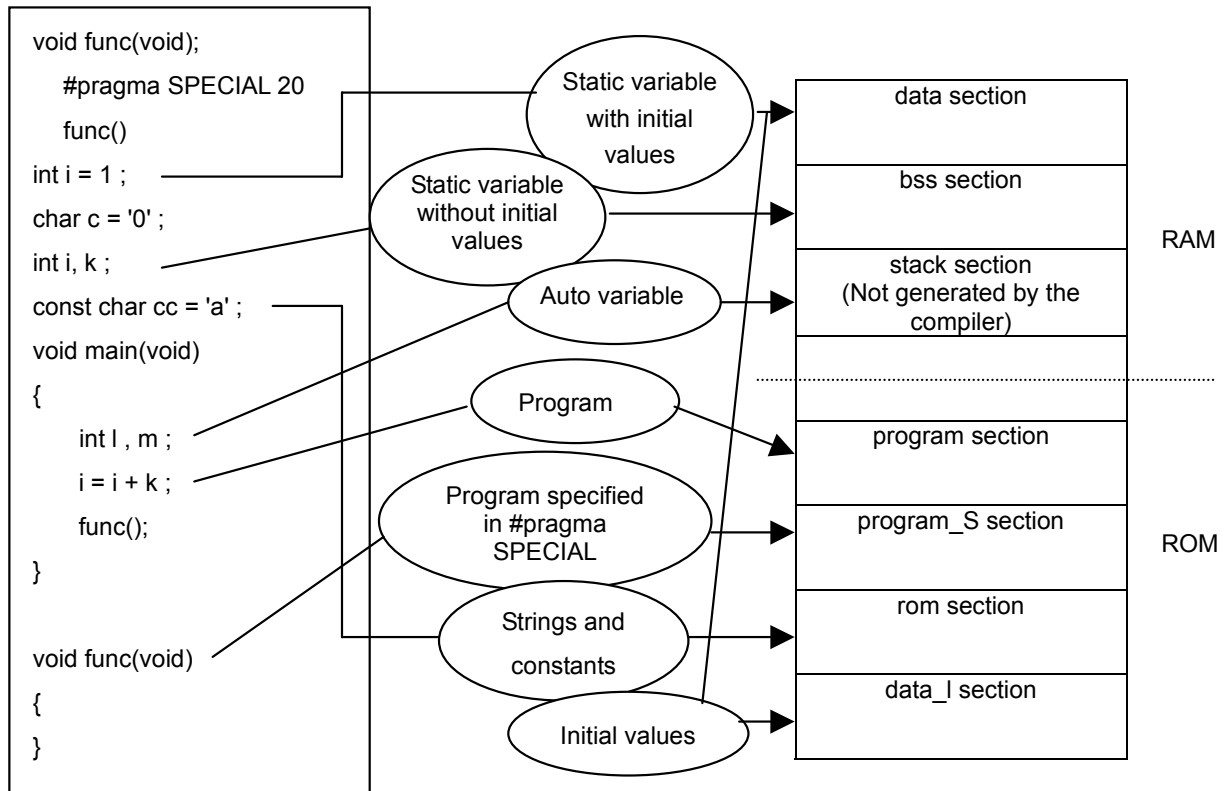 void func(void);
#pragma SPECIAL 20
func()
int i = 1 ;
char c = '0' ;
int i, k ;
const char cc = 'a' ;
void main(void)
{
int l , m ;
i = i + k ;
func();
}
void func(void)
{
}
Static variable
with initial
values
Static variable
without initial
values
Auto variable
Program
Program specified
in #pragma
SPECIAL
Strings and
constants
Initial values
data section
bss section
stack section
(Not generated by the
compiler)
program section
program_S section
rom section
data_I section
RAM
ROM